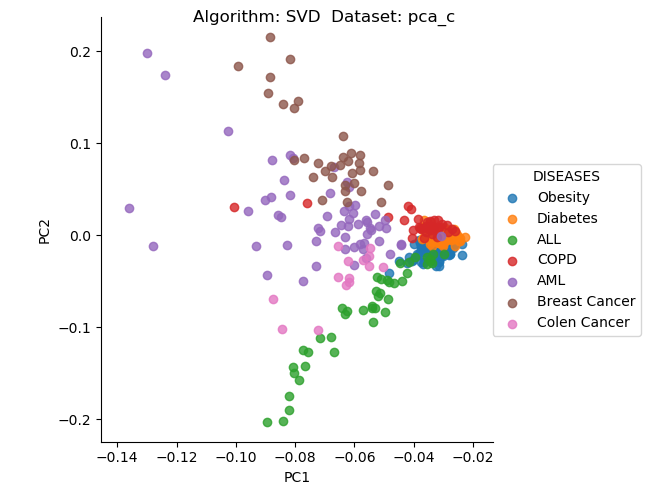 Algorithm: SVD  Dataset: pca_c
0.2
0.1
0.0
−0.1
−0.2
PC2
−0.14 −0.12 −0.10 −0.08 −0.06 −0.04 −0.02
PC1
DISEASES
Obesity
Diabetes
ALL
COPD
AML
Breast Cancer
Colen Cancer